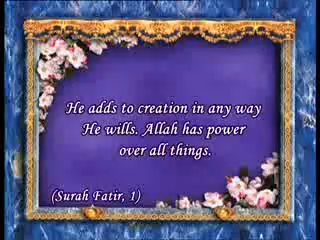 He adds to creation in any way
He wills. Allah has power
over all things.
(Surah Fatir, 1)